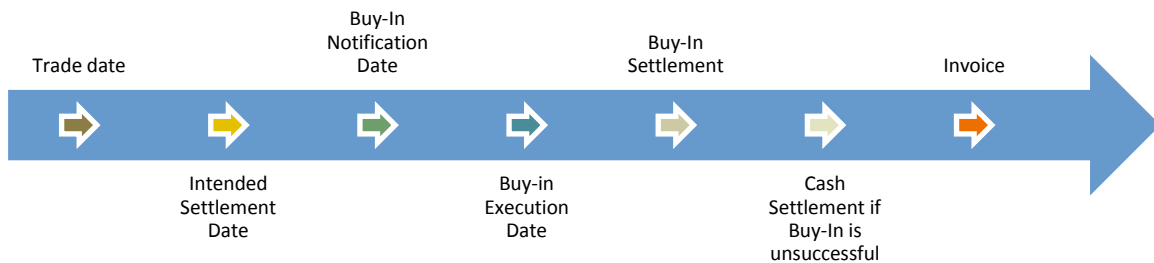 Trade date
Intended
Settlement
Date
Buy-In
Notification
Date
Buy-in
Execution
Date
Buy-In
Settlement
Cash
Settlement if
Buy-In is
unsuccessful
Invoice